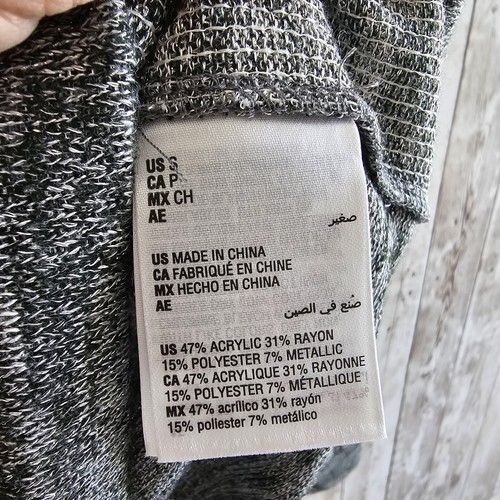 US S
CA P
MX CH
AE
صغير
US MADE IN CHINA
CA FABRIQUÉ EN CHINE
MX HECHO EN CHINA
AE
صُنع في الصين
US 47% ACRYLIC 31% RAYON
15% POLYESTER 7% METALLIC
CA 47% ACRYLIQUE 31% RAYONNE
15% POLYESTER 7% MÉTALLIQUE
MX 47% acrílico 31% rayón
15% poliester 7% metálico